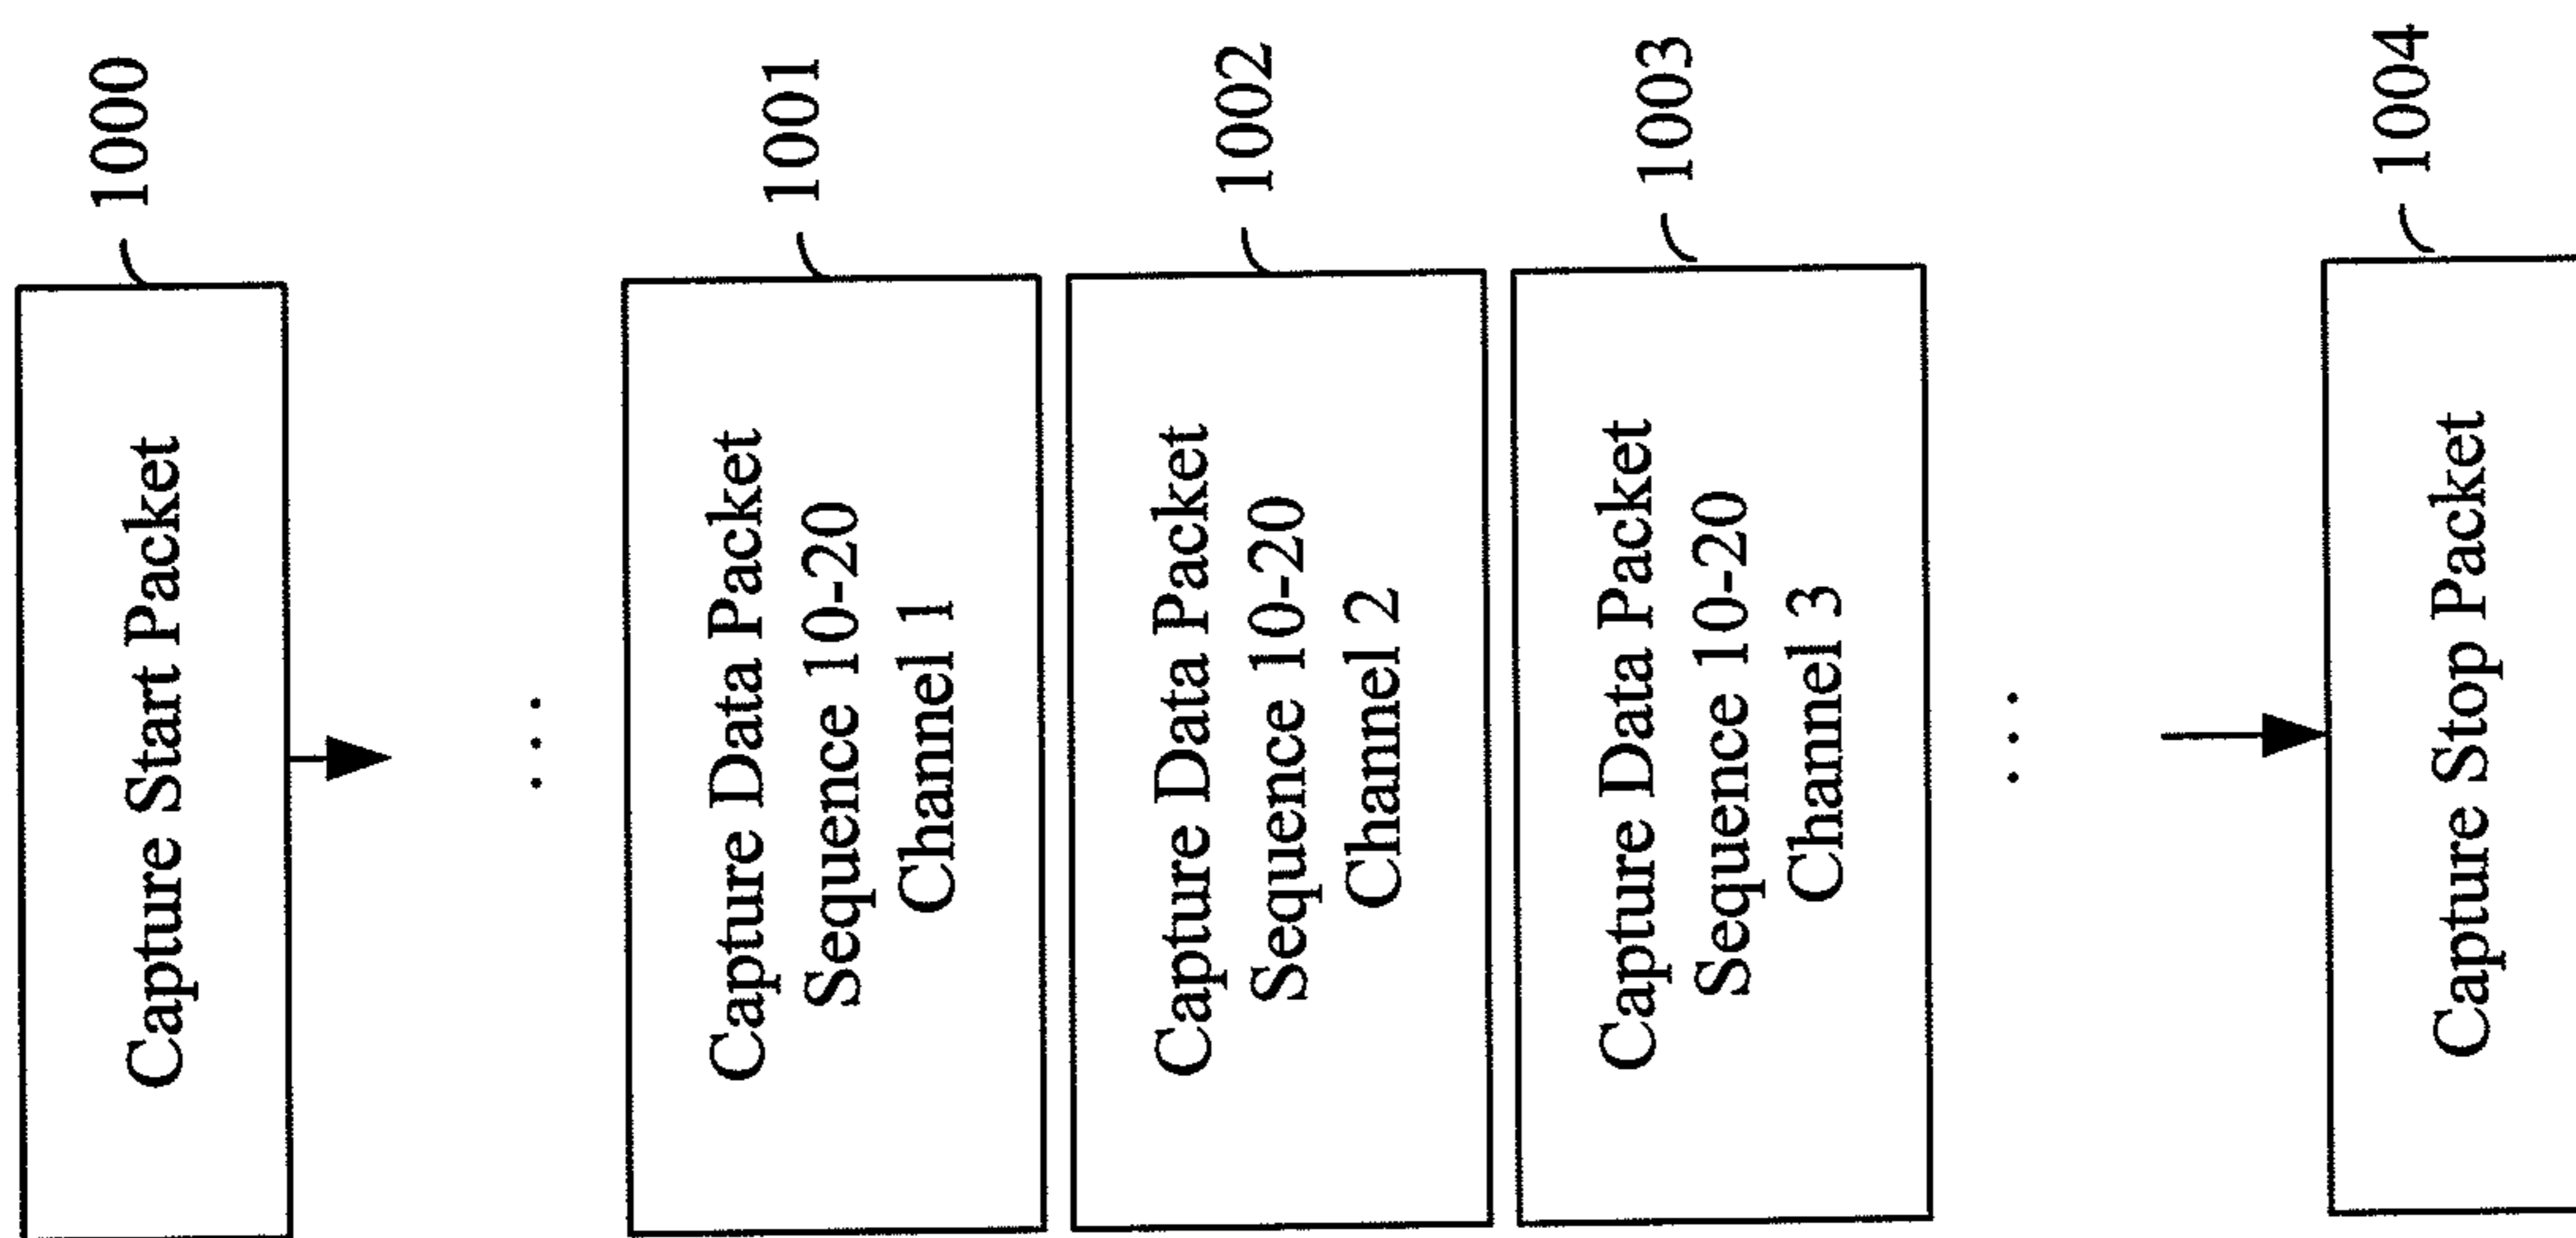 Capture Start Packet
1000
...
Capture Data Packet
Sequence 10-20
Channel 1
1001
Capture Data Packet
Sequence 10-20
Channel 2
1002
Capture Data Packet
Sequence 10-20
Channel 3
1003
...
Capture Stop Packet
1004